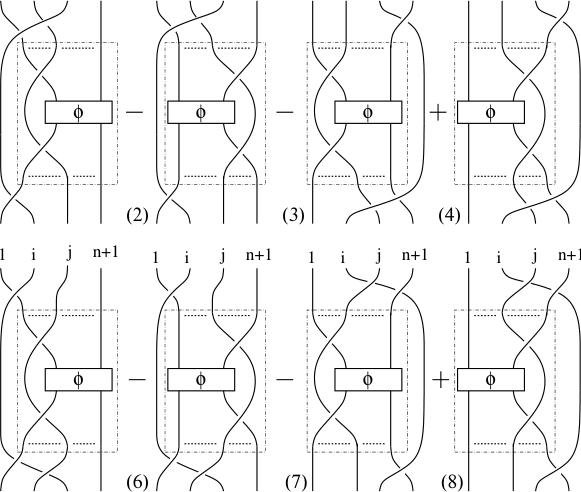 ϕ − ϕ − ϕ + ϕ
(2) (3) (4)
1 i j n+1 1 i j n+1 1 i j n+1 1 i j n+1
ϕ − ϕ − ϕ + ϕ
(6) (7) (8)